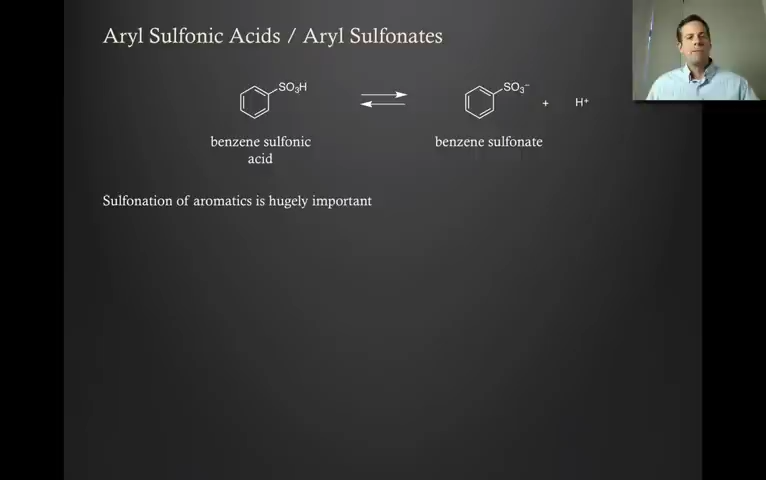 Aryl Sulfonic Acids / Aryl Sulfonates
SO₃H
SO₃⁻
+
H⁺
benzene sulfonic
acid
benzene sulfonate
Sulfonation of aromatics is hugely important